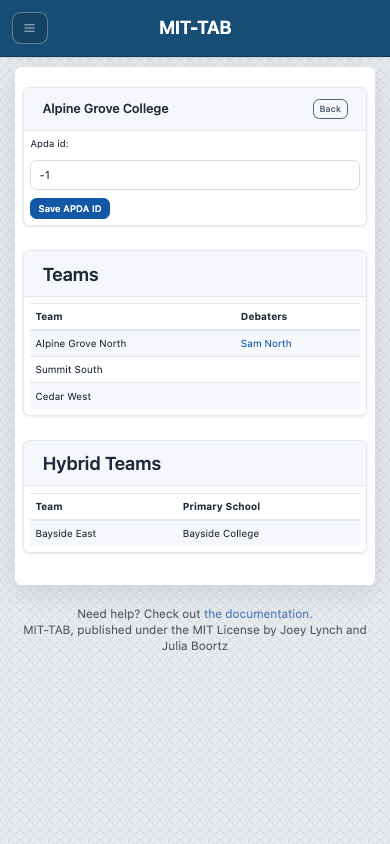 MIT-TAB
Alpine Grove College
Back
Apda id:
-1
Save APDA ID
Teams
Team Debaters
Alpine Grove North Sam North
Summit South
Cedar West
Hybrid Teams
Team Primary School
Bayside East Bayside College
Need help? Check out the documentation.
MIT-TAB, published under the MIT License by Joey Lynch and
Julia Boortz